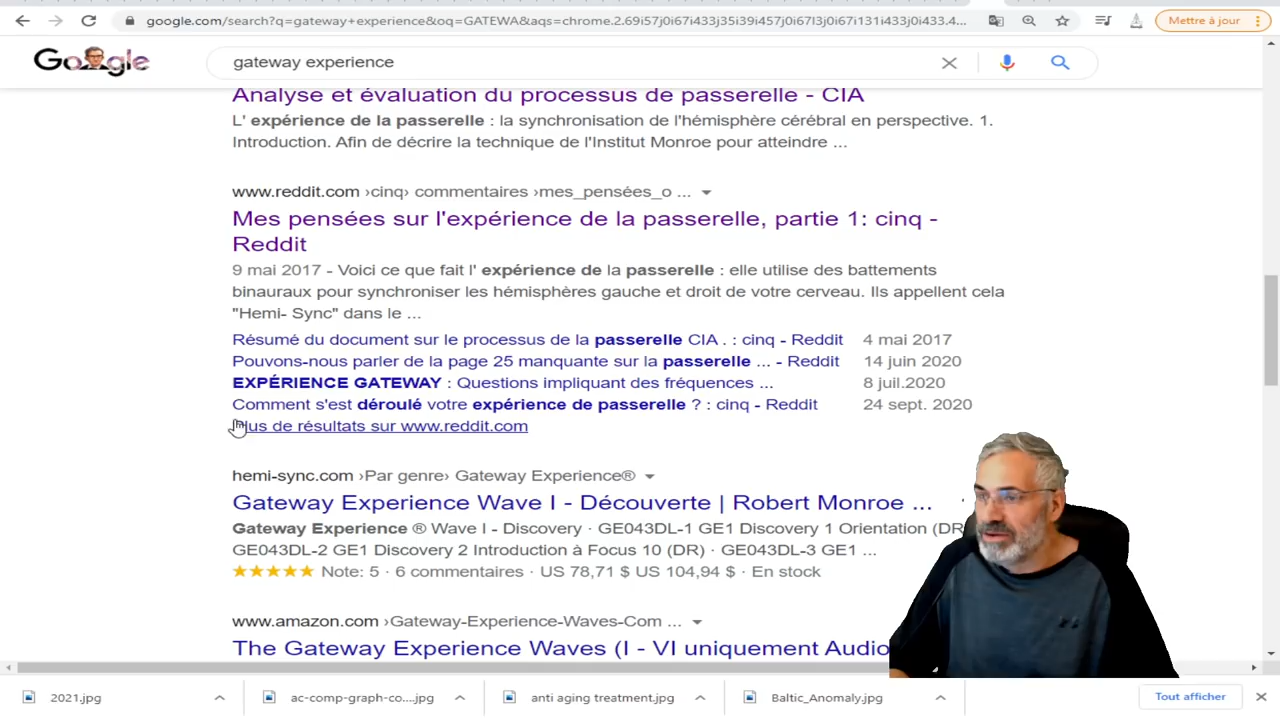 google.com/search?q=gateway+experience&oq=GATEWA&aqs=chrome.2.69i57j0i67i433j35i39i457j0i67l3j0i67i131i433j0i433.4...
Mettre à jour
Google
gateway experience
Analyse et évaluation du processus de passerelle - CIA
L' expérience de la passerelle : la synchronisation de l'hémisphère cérébral en perspective. 1.
Introduction. Afin de décrire la technique de l'Institut Monroe pour atteindre ...
www.reddit.com ›cinq› commentaires ›mes_pensées_o ...
Mes pensées sur l'expérience de la passerelle, partie 1: cinq -
Reddit
9 mai 2017 - Voici ce que fait l' expérience de la passerelle : elle utilise des battements
binauraux pour synchroniser les hémisphères gauche et droit de votre cerveau. Ils appellent cela
"Hemi- Sync" dans le ...
Résumé du document sur le processus de la passerelle CIA . : cinq - Reddit 4 mai 2017
Pouvons-nous parler de la page 25 manquante sur la passerelle ... - Reddit 14 juin 2020
EXPÉRIENCE GATEWAY : Questions impliquant des fréquences ... 8 juil.2020
Comment s'est déroulé votre expérience de passerelle ? : cinq - Reddit 24 sept. 2020
Plus de résultats sur www.reddit.com
hemi-sync.com ›Par genre› Gateway Experience®
Gateway Experience Wave I - Découverte | Robert Monroe ...
Gateway Experience ® Wave I - Discovery · GE043DL-1 GE1 Discovery 1 Orientation (DR)
GE043DL-2 GE1 Discovery 2 Introduction à Focus 10 (DR) · GE043DL-3 GE1 ...
Note: 5 · 6 commentaires · US 78,71 $ US 104,94 $ · En stock
www.amazon.com ›Gateway-Experience-Waves-Com ...
The Gateway Experience Waves (I - VI uniquement Audio
2021.jpg
ac-comp-graph-co....jpg
anti aging treatment.jpg
Baltic_Anomaly.jpg
Tout afficher